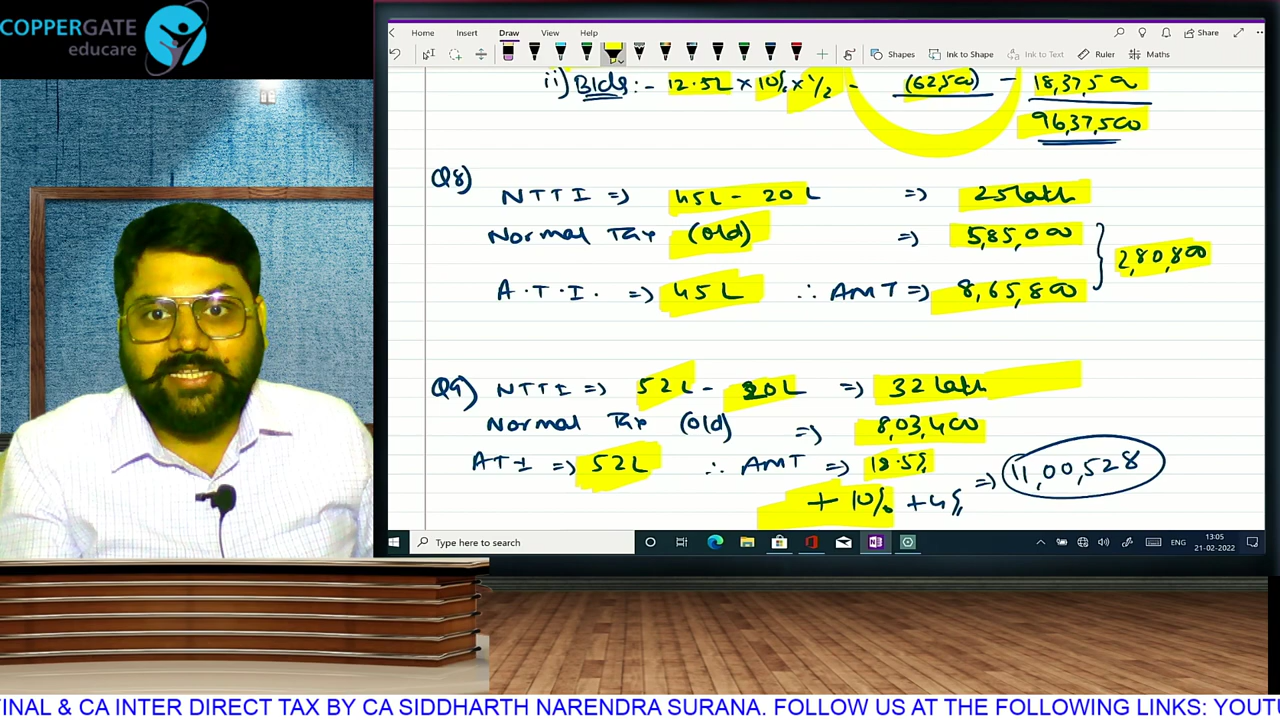 COPPERGATE
educare
Home Insert Draw View Help
Share
Shapes Ink to Shape Ink to Text Ruler Maths
ii) Bldg :- 12.5L x 10% x 1/2 - (62,500) - 18,37,500
96,37,500
Q8)
NTTI => 45L - 20L => 25 lakh
Normal Tax (Old) => 5,85,000
2,80,800
A.T.I. => 45L ∴ AMT => 8,65,800
Q9) NTTI => 52L - 20L => 32 lakh
Normal Tax (Old) => 8,03,400
ATI => 52L ∴ AMT => 18.5%
+ 10% + 4% => 11,00,528
Type here to search
ENG
13:05
21-02-2022
INAL & CA INTER DIRECT TAX BY CA SIDDHARTH NARENDRA SURANA. FOLLOW US AT THE FOLLOWING LINKS: YOUTU